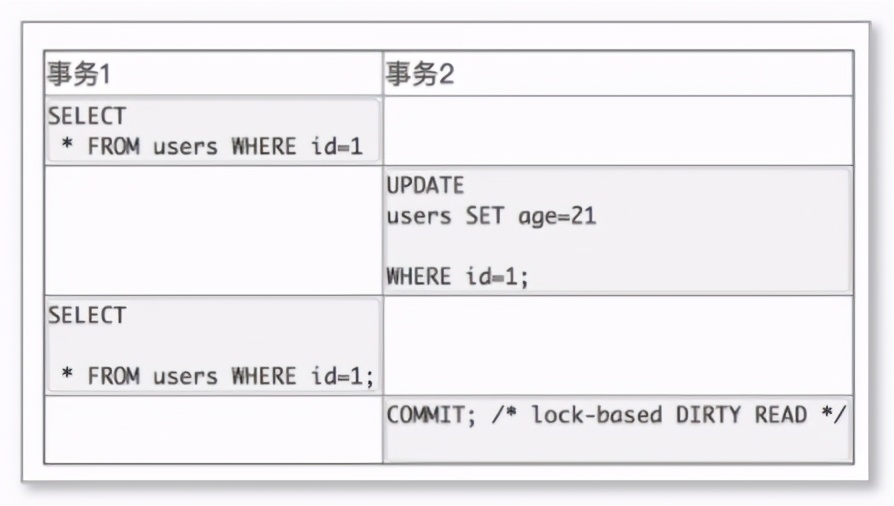 事务1
事务2
SELECT
* FROM users WHERE id=1
UPDATE
users SET age=21
WHERE id=1;
SELECT
* FROM users WHERE id=1;
COMMIT; /* lock-based DIRTY READ */